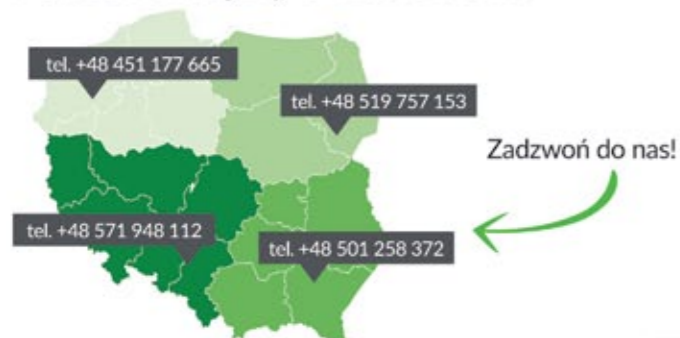 tel. +48 451 177 665
tel. +48 519 757 153
Zadzwoń do nas!
tel. +48 571 948 112
tel. +48 501 258 372